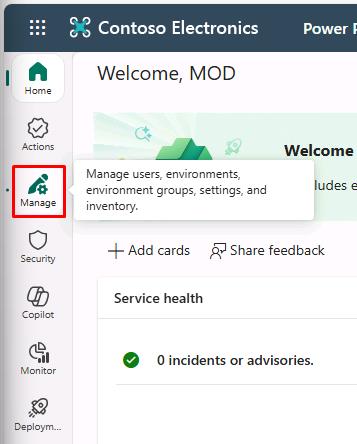 Contoso Electronics Power P
Welcome, MOD
Home
Actions
Welcome
Manage users, environments,
environment groups, settings, and
inventory.
cludes e
Manage
Security
Add cards Share feedback
Service health
Copilot
0 incidents or advisories.
Monitor
Deploym...